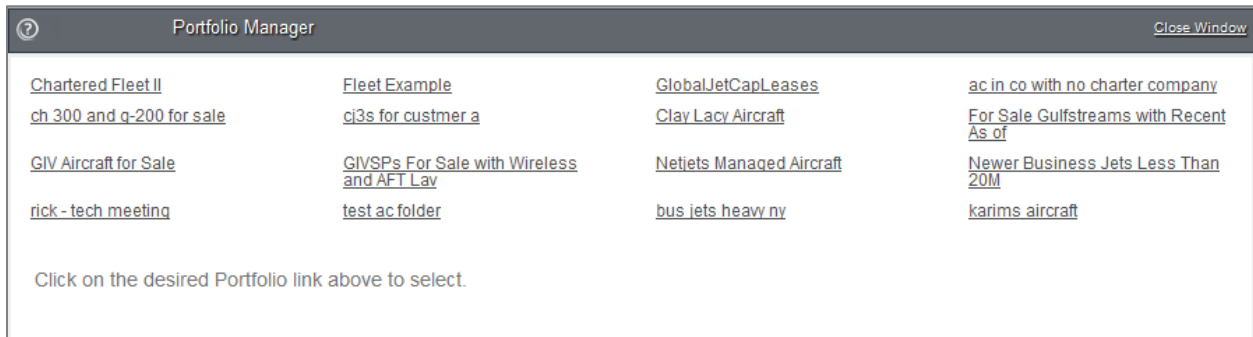 Portfolio Manager
Close Window
Chartered Fleet II
Fleet Example
GlobalJetCapLeases
ac in co with no charter company
ch 300 and g-200 for sale
cj3s for custmer a
Clay Lacy Aircraft
For Sale Gulfstreams with Recent
As of
GIV Aircraft for Sale
GIVSPs For Sale with Wireless
and AFT Lav
Netjets Managed Aircraft
Newer Business Jets Less Than
20M
rick - tech meeting
test ac folder
bus jets heavy ny
karims aircraft
Click on the desired Portfolio link above to select.